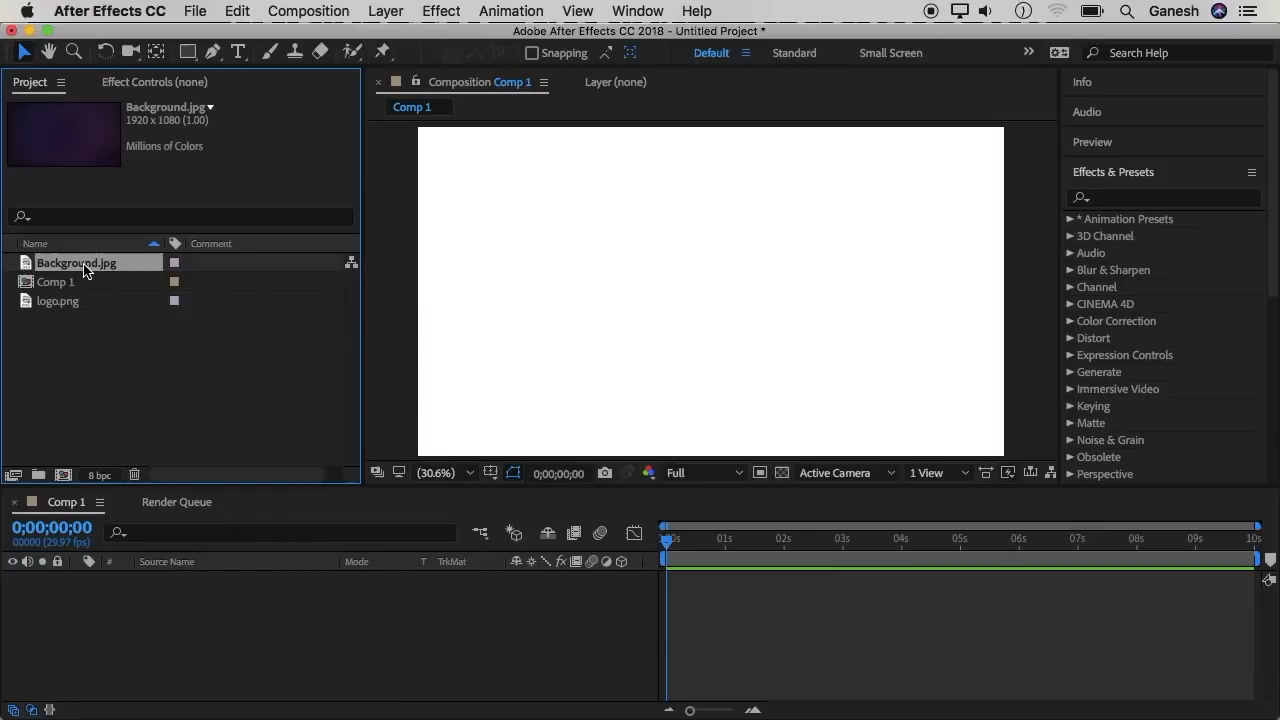 After Effects CC File Edit Composition Layer Effect Animation View Window Help Ganesh
Adobe After Effects CC 2018 - Untitled Project *
Snapping Default Standard Small Screen Search Help
Project Effect Controls (none)
Background.jpg
1920 x 1080 (1.00)
Millions of Colors
Name Comment
Background.jpg
Comp 1
logo.png
8 bpc
Composition Comp 1 Layer (none)
Comp 1
(30.6%) 0;00;00;00 Full Active Camera 1 View
Info
Audio
Preview
Effects & Presets
* Animation Presets
3D Channel
Audio
Blur & Sharpen
Channel
CINEMA 4D
Color Correction
Distort
Expression Controls
Generate
Immersive Video
Keying
Matte
Noise & Grain
Obsolete
Perspective
Comp 1 Render Queue
0;00;00;00
00000 (29.97 fps)
01s 02s 03s 04s 05s 06s 07s 08s 09s 10s
# Source Name Mode T TrkMat